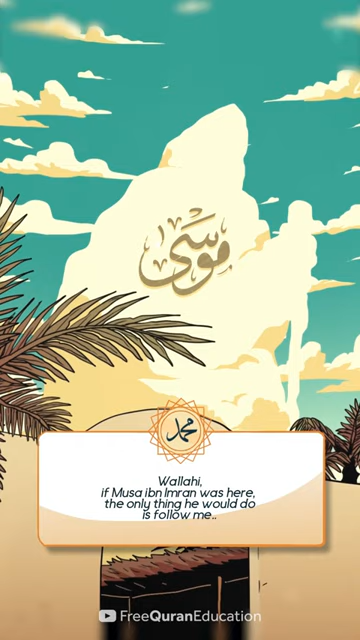 موسى
محمد
Wallahi,
if Musa ibn Imran was here,
the only thing he would do
is follow me..
FreeQuranEducation